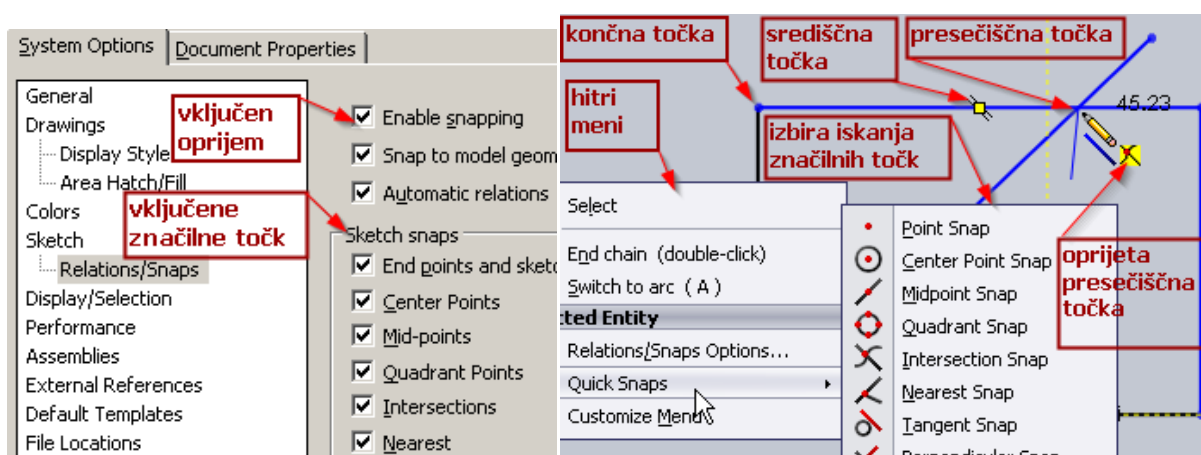 System Options
Document Properties
General
Drawings
Display Style
Area Hatch/Fill
Colors
Sketch
Relations/Snaps
Display/Selection
Performance
Assemblies
External References
Default Templates
File Locations
vključen
oprijem
vključene
značilne točk
Enable snapping
Snap to model geom
Automatic relations
Sketch snaps
End points and sketc
Center Points
Mid-points
Quadrant Points
Intersections
Nearest
končna točka
središčna
točka
presečiščna točka
45.23
hitri
meni
izbira iskanja
značilnih točk
oprijeta
presečiščna
točka
Select
End chain (double-click)
Switch to arc ( A )
cted Entity
Relations/Snaps Options...
Quick Snaps
Customize Menu
Point Snap
Center Point Snap
Midpoint Snap
Quadrant Snap
Intersection Snap
Nearest Snap
Tangent Snap
Perpendicular Snap